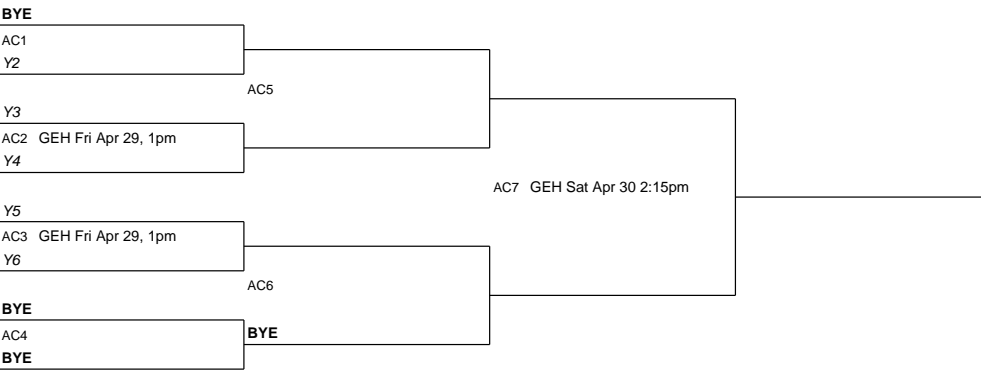 BYE
AC1
Y2
AC5
Y3
AC2 GEH Fri Apr 29, 1pm
Y4
AC7 GEH Sat Apr 30 2:15pm
Y5
AC3 GEH Fri Apr 29, 1pm
Y6
AC6
BYE
AC4
BYE
BYE